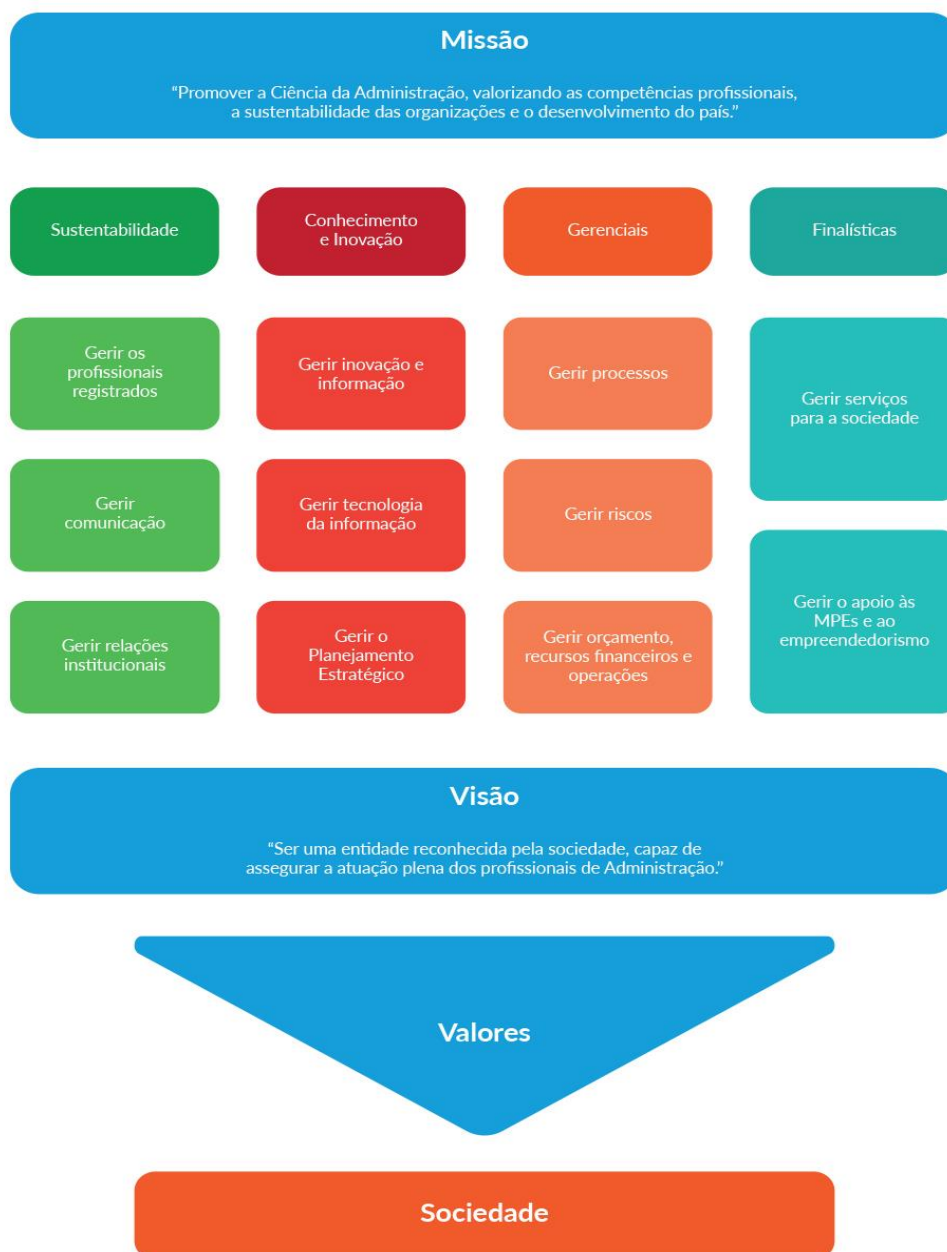 Missão
“Promover a Ciência da Administração, valorizando as competências profissionais,
a sustentabilidade das organizações e o desenvolvimento do país.”
Sustentabilidade
Conhecimento
e Inovação
Gerenciais
Finalísticas
Gerir os
profissionais
registrados
Gerir inovação e
informação
Gerir processos
Gerir serviços
para a sociedade
Gerir
comunicação
Gerir tecnologia
da informação
Gerir riscos
Gerir o apoio às
MPEs e ao
empreendedorismo
Gerir relações
institucionais
Gerir o
Planejamento
Estratégico
Gerir orçamento,
recursos financeiros e
operações
Visão
“Ser uma entidade reconhecida pela sociedade, capaz de
assegurar a atuação plena dos profissionais de Administração.”
Valores
Sociedade